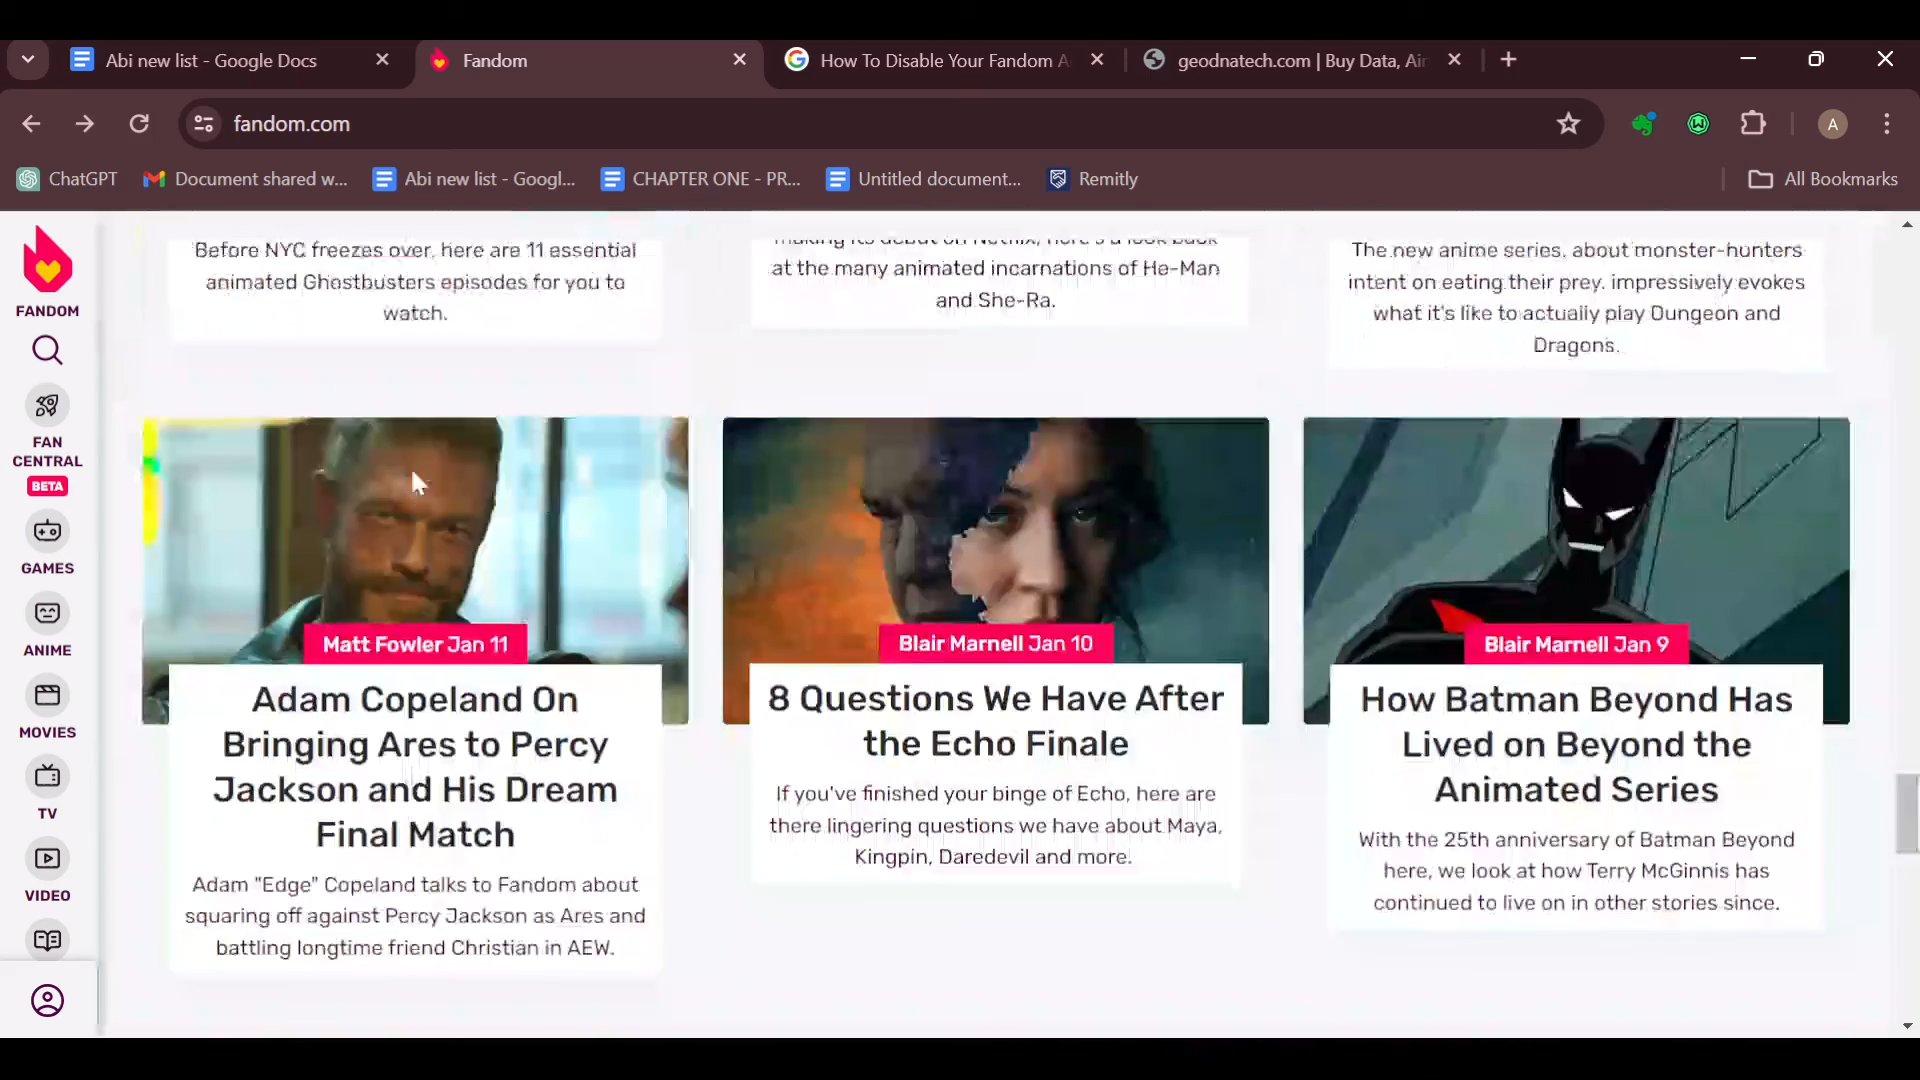 Abi new list - Google Docs
Fandom
How To Disable Your Fandom A
geodnatech.com | Buy Data, Air
fandom.com
A
ChatGPT
Document shared w...
Abi new list - Googl...
CHAPTER ONE - PR...
Untitled document...
Remitly
All Bookmarks
FANDOM
FAN
CENTRAL
BETA
GAMES
ANIME
MOVIES
TV
VIDEO
Before NYC freezes over, here are 11 essential
animated Ghostbusters episodes for you to
watch.
making its debut on Netflix, here's a look back
at the many animated incarnations of He-Man
and She-Ra.
The new anime series, about monster-hunters
intent on eating their prey, impressively evokes
what it's like to actually play Dungeon and
Dragons.
Matt Fowler Jan 11
Adam Copeland On
Bringing Ares to Percy
Jackson and His Dream
Final Match
Adam "Edge" Copeland talks to Fandom about
squaring off against Percy Jackson as Ares and
battling longtime friend Christian in AEW.
Blair Marnell Jan 10
8 Questions We Have After
the Echo Finale
If you've finished your binge of Echo, here are
there lingering questions we have about Maya,
Kingpin, Daredevil and more.
Blair Marnell Jan 9
How Batman Beyond Has
Lived on Beyond the
Animated Series
With the 25th anniversary of Batman Beyond
here, we look at how Terry McGinnis has
continued to live on in other stories since.